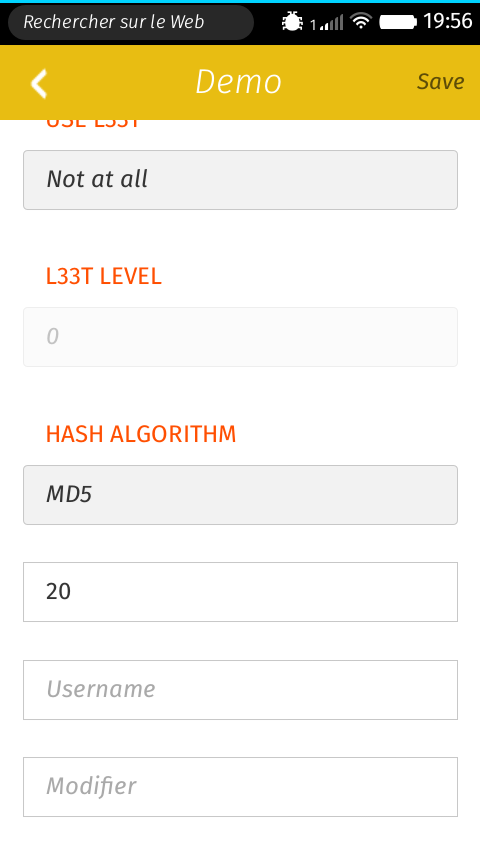 Rechercher sur le Web 1 19:56
Demo Save
USE L33T
Not at all
L33T LEVEL
0
HASH ALGORITHM
MD5
20
Username
Modifier